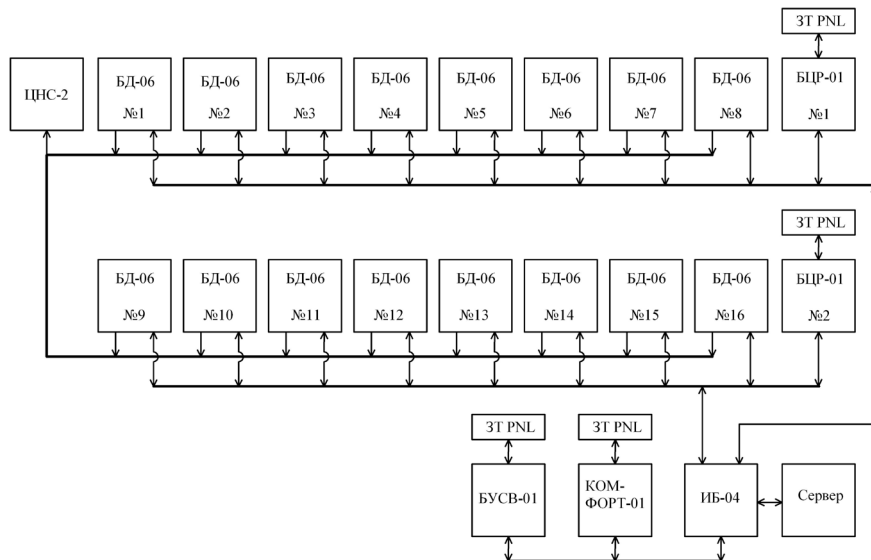 ЗТ PNL
ЦНС-2
БД-06
№1
БД-06
№2
БД-06
№3
БД-06
№4
БД-06
№5
БД-06
№6
БД-06
№7
БД-06
№8
БЦР-01
№1
ЗТ PNL
БД-06
№9
БД-06
№10
БД-06
№11
БД-06
№12
БД-06
№13
БД-06
№14
БД-06
№15
БД-06
№16
БЦР-01
№2
ЗТ PNL
ЗТ PNL
БУСВ-01
КОМ-
ФОРТ-01
ИБ-04
Сервер